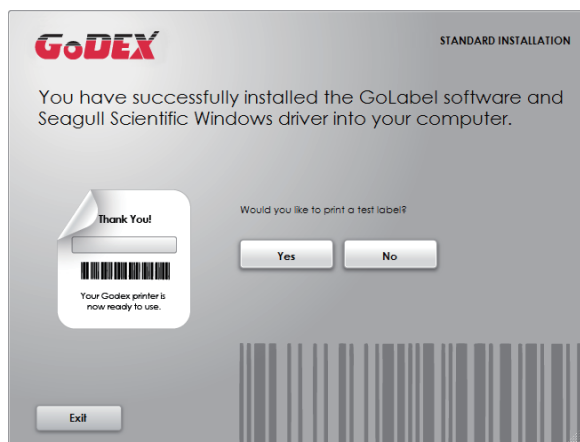 GoDEX
STANDARD INSTALLATION
You have successfully installed the GoLabel software and
Seagull Scientific Windows driver into your computer.
Thank You!
Your Godex printer is
now ready to use.
Would you like to print a test label?
Yes
No
Exit